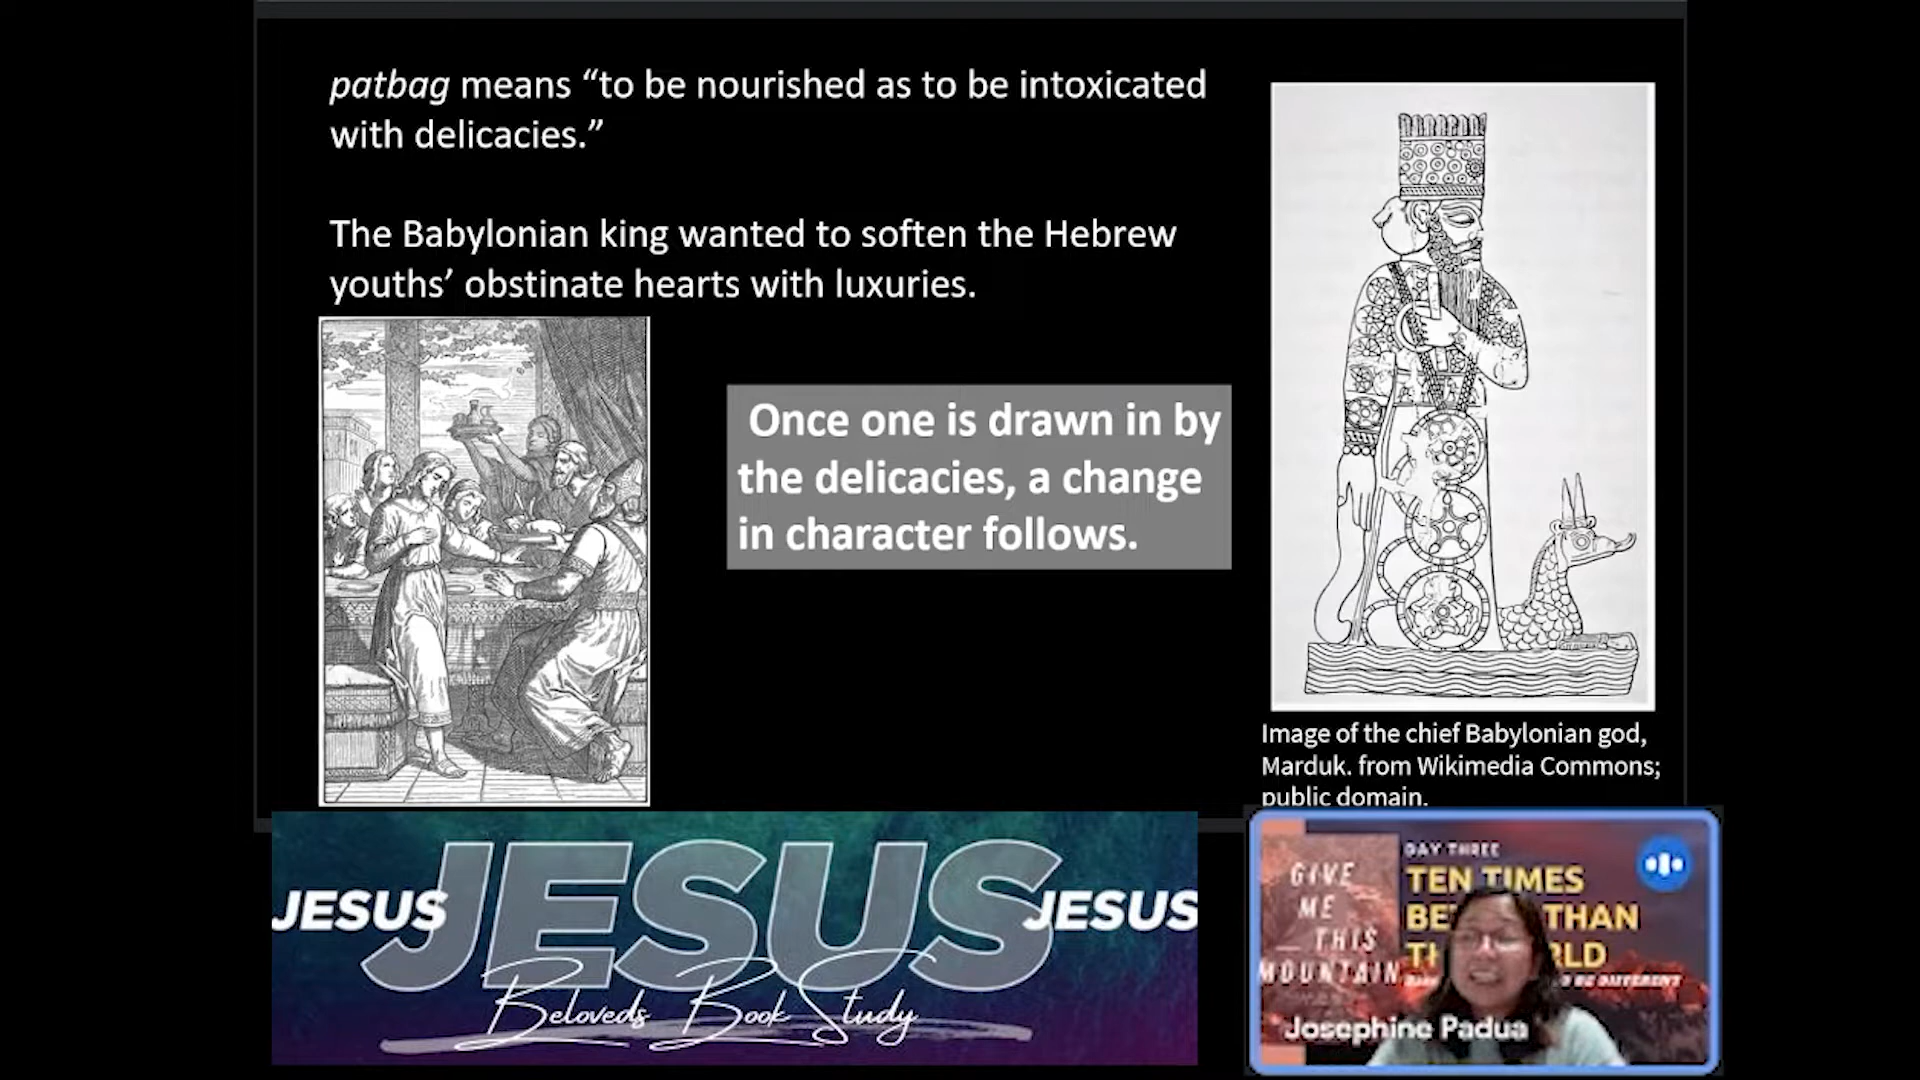 patbag means “to be nourished as to be intoxicated
with delicacies.”
The Babylonian king wanted to soften the Hebrew
youths’ obstinate hearts with luxuries.
Once one is drawn in by
the delicacies, a change
in character follows.
Image of the chief Babylonian god,
Marduk. from Wikimedia Commons;
public domain.
JESUS JESUS JESUS
Beloveds Book Study
GIVE
ME
THIS
MOUNTAIN
DAY THREE
TEN TIMES
THAN
BE DIFFERENT
Josephine Padua